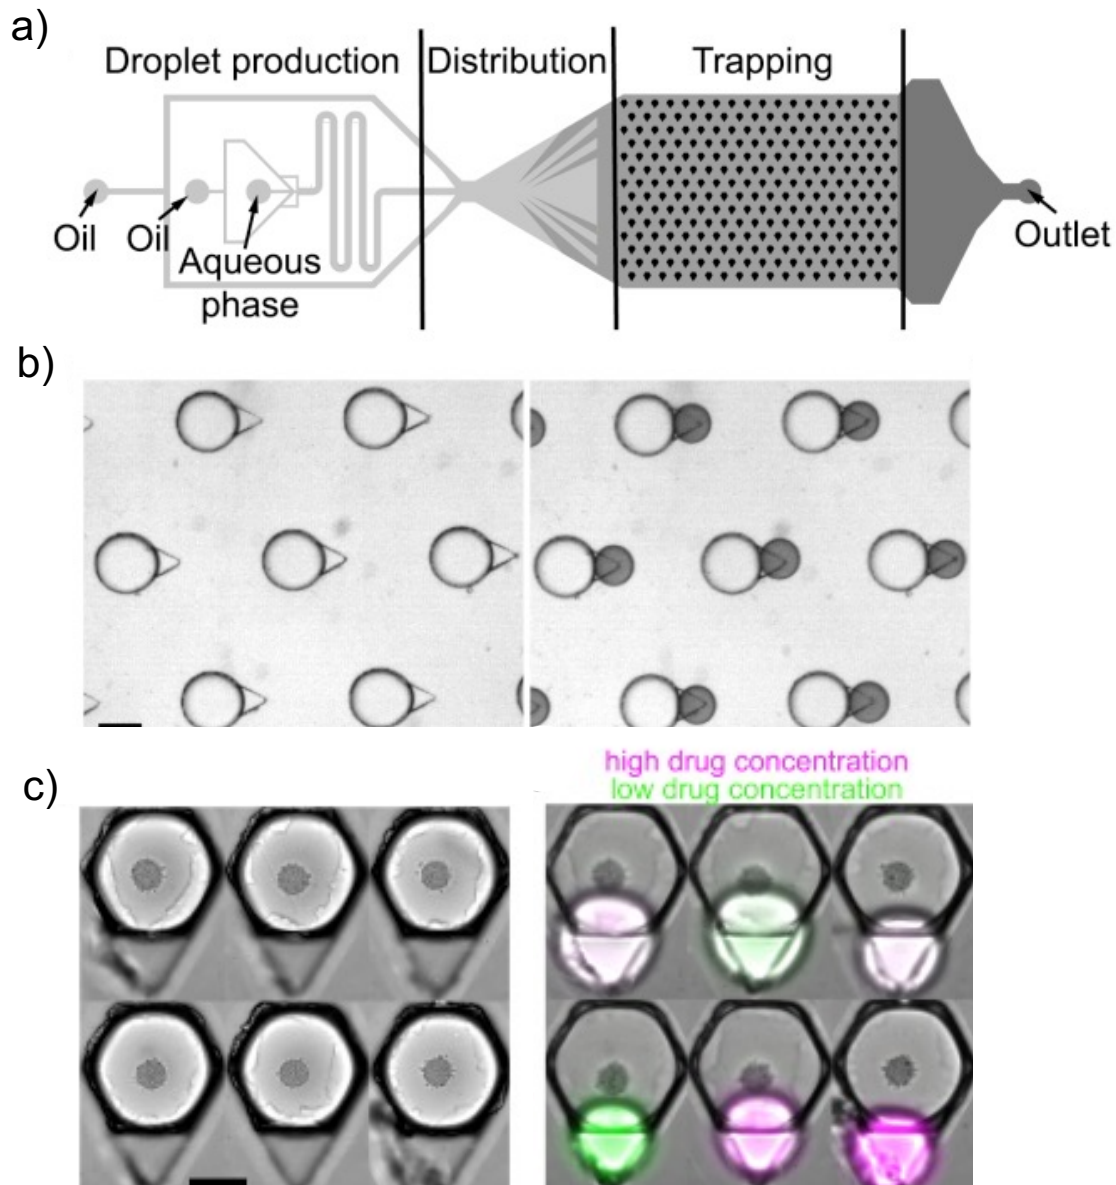 a)
Droplet production
Distribution
Trapping
Oil
Oil
Aqueous
phase
Outlet
b)
c)
high drug concentration
low drug concentration